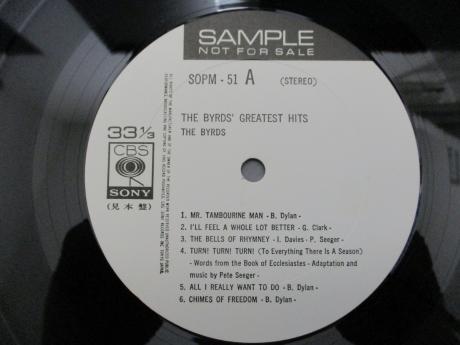 SAMPLE
NOT FOR SALE
SOPM - 51 A (STEREO)
THE BYRDS' GREATEST HITS
THE BYRDS
33 1/3
CBS
SONY
(見本盤)
1. MR. TAMBOURINE MAN - B. Dylan -
2. I'LL FEEL A WHOLE LOT BETTER - G. Clark -
3. THE BELLS OF RHYMNEY - I. Davies - P. Seeger -
4. TURN! TURN! TURN! (To Everything There Is A Season)
- Words from the Book of Ecclesiastes - Adaptation and
music by Pete Seeger -
5. ALL I REALLY WANT TO DO - B. Dylan -
6. CHIMES OF FREEDOM - B. Dylan -